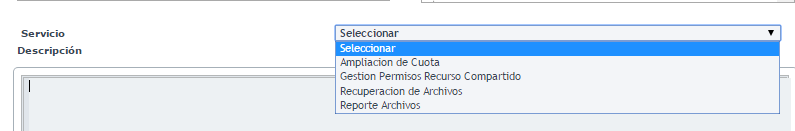 Servicio
Seleccionar
Descripción
Seleccionar
Ampliacion de Cuota
Gestion Permisos Recurso Compartido
Recuperacion de Archivos
Reporte Archivos